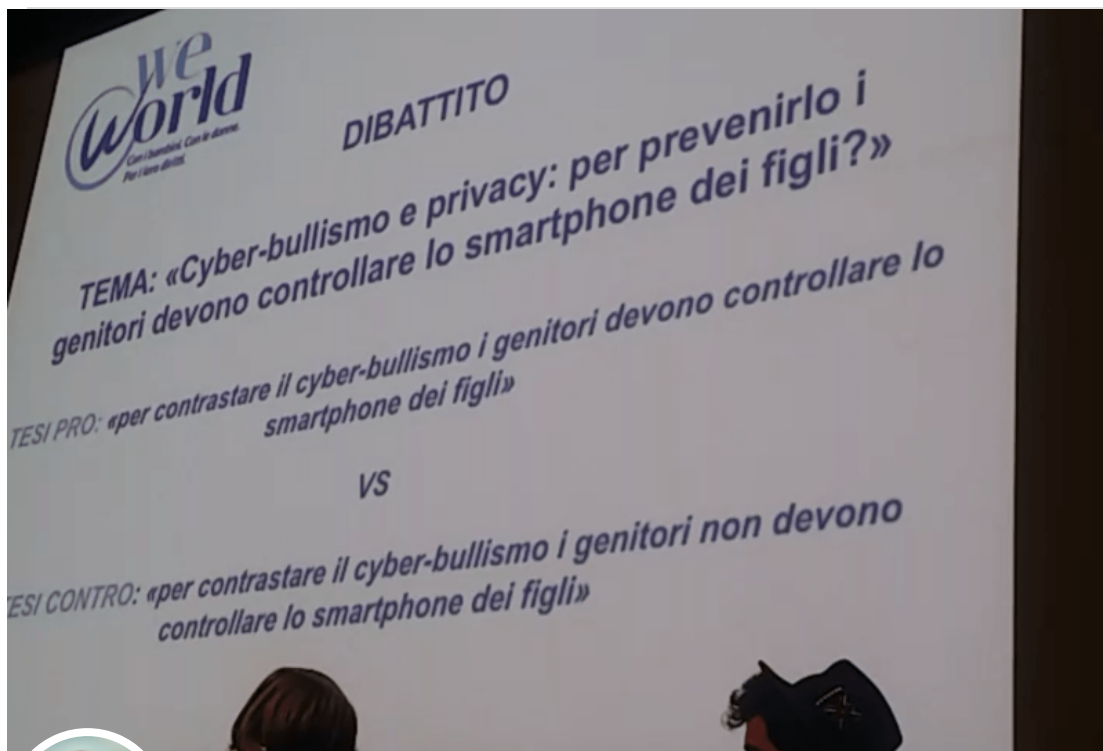 we
World
Con i bambini. Con le donne.
Per i loro diritti.
DIBATTITO
TEMA: «Cyber-bullismo e privacy: per prevenirlo i
genitori devono controllare lo smartphone dei figli?»
TESI PRO: «per contrastare il cyber-bullismo i genitori devono controllare lo
smartphone dei figli»
VS
ESI CONTRO: «per contrastare il cyber-bullismo i genitori non devono
controllare lo smartphone dei figli»